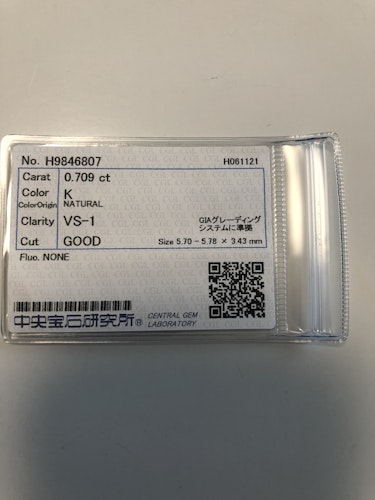 No. H9846807 H061121
Carat 0.709 ct
Color K
ColorOrigin NATURAL
Clarity VS-1 GIAグレーディング
システムに準拠
Cut GOOD Size 5.70 - 5.78 × 3.43 mm
Fluo. NONE
中央宝石研究所® CENTRAL GEM
LABORATORY